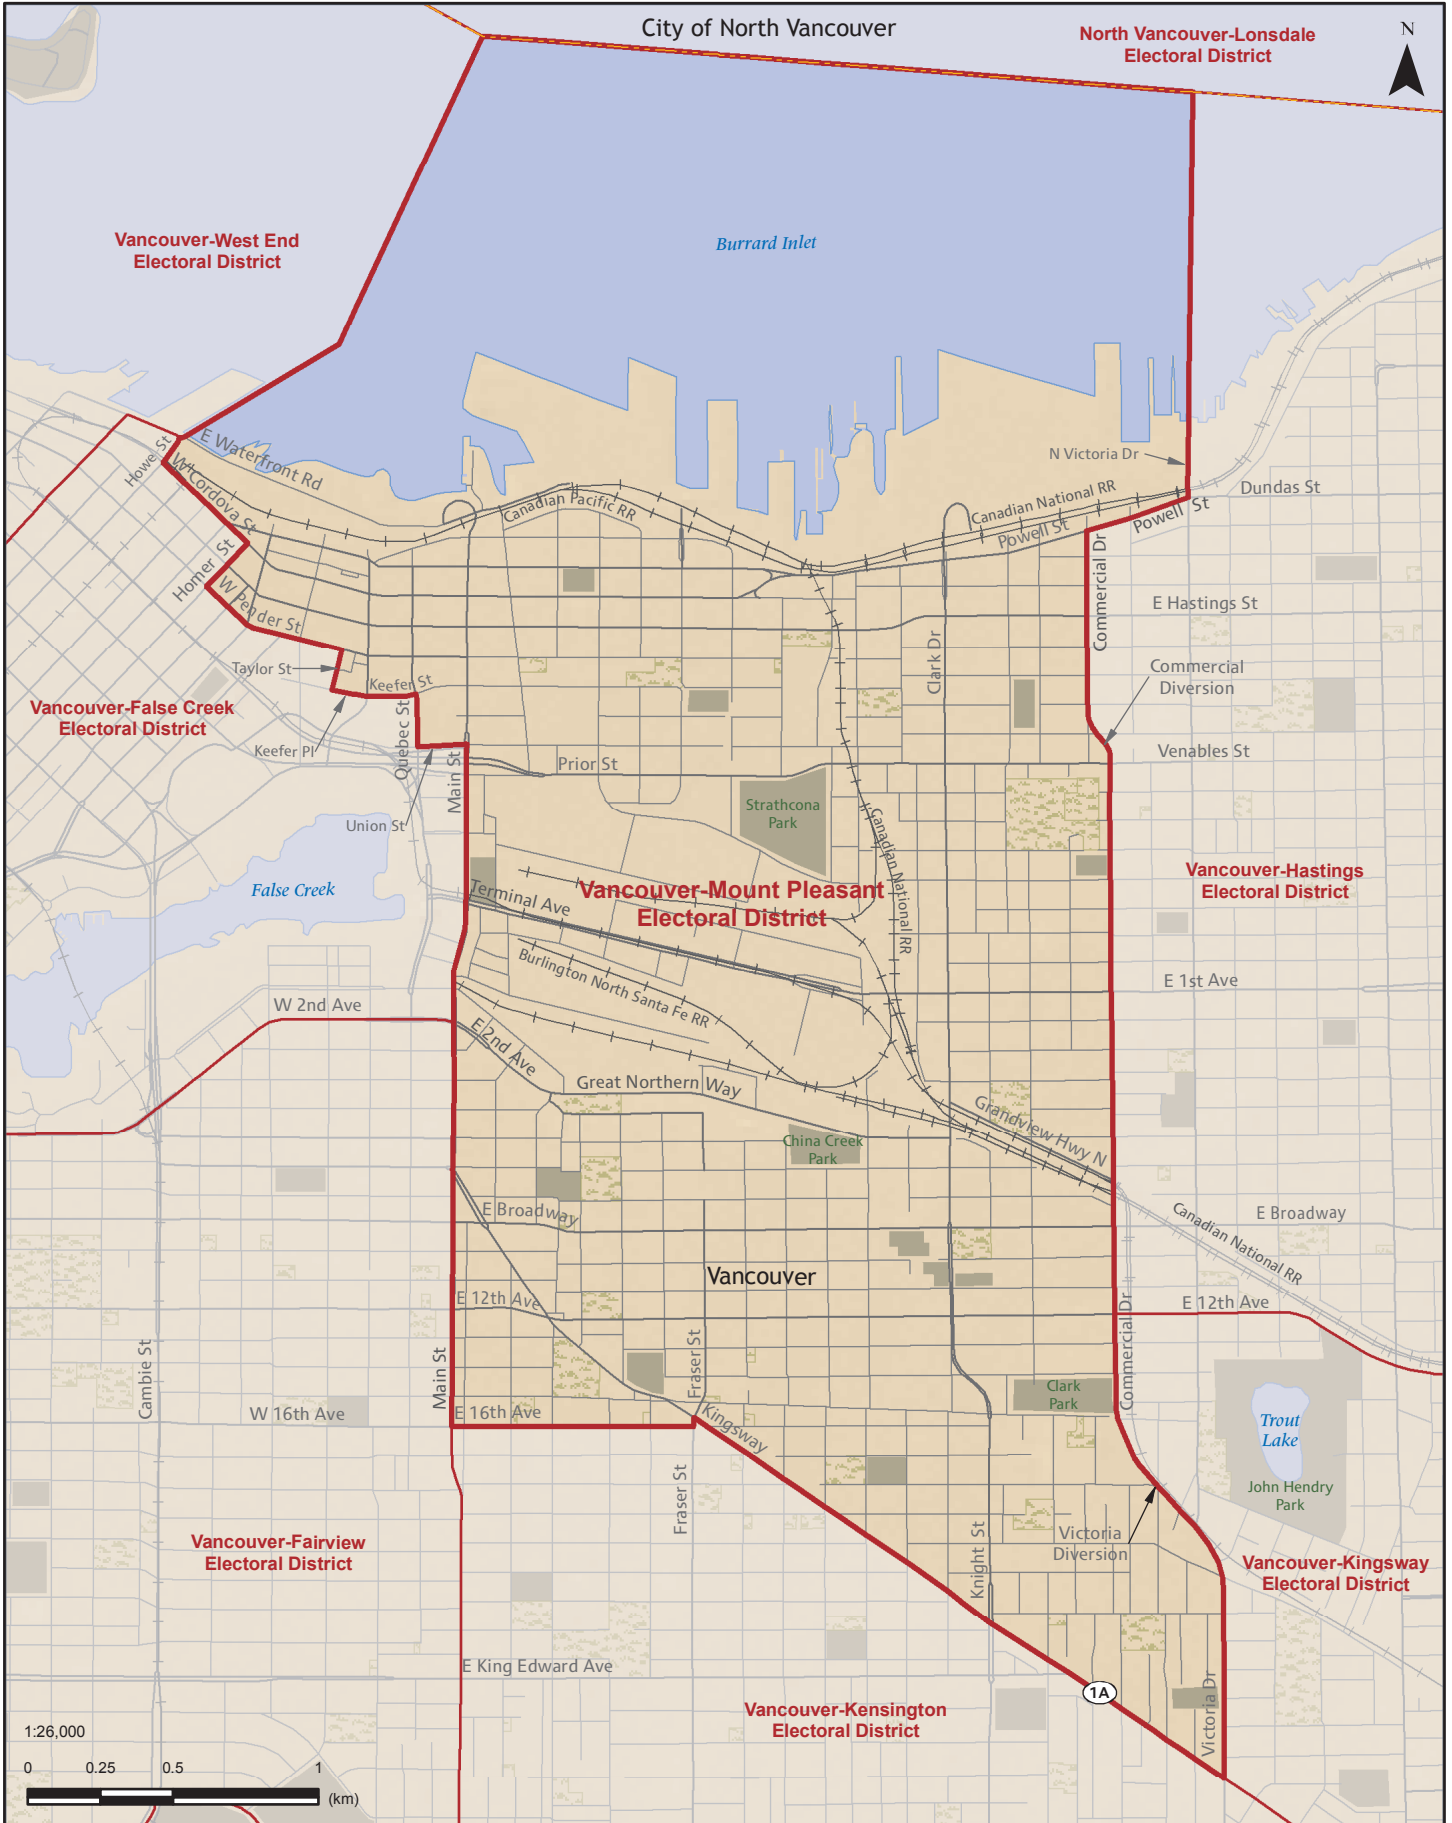 City of North Vancouver
North Vancouver-Lonsdale
Electoral District
N
Vancouver-West End
Electoral District
Burrard Inlet
Howe St
E Waterfront Rd
W Cordova St
N Victoria Dr
Canadian Pacific RR
Canadian National RR
Dundas St
Powell St
Powell St
Homer St
W Pender St
Commercial Dr
E Hastings St
Clark Dr
Taylor St
Keefer St
Commercial
Diversion
Vancouver-False Creek
Electoral District
Keefer Pl
Quebec St
Main St
Prior St
Venables St
Union St
Strathcona
Park
Canadian National RR
False Creek
Terminal Ave
Vancouver-Mount Pleasant
Electoral District
Vancouver-Hastings
Electoral District
Burlington North Santa Fe RR
E 1st Ave
W 2nd Ave
E 2nd Ave
Great Northern Way
Grandview Hwy N
China Creek
Park
E Broadway
Canadian National RR
E Broadway
Vancouver
E 12th Ave
E 12th Ave
Cambie St
Main St
Fraser St
Commercial Dr
Clark
Park
W 16th Ave
E 16th Ave
Kingsway
Trout
Lake
John Hendry
Park
Fraser St
Knight St
Victoria
Diversion
Vancouver-Fairview
Electoral District
Vancouver-Kingsway
Electoral District
E King Edward Ave
1A
Victoria Dr
Vancouver-Kensington
Electoral District
1:26,000
0 0.25 0.5 1
(km)